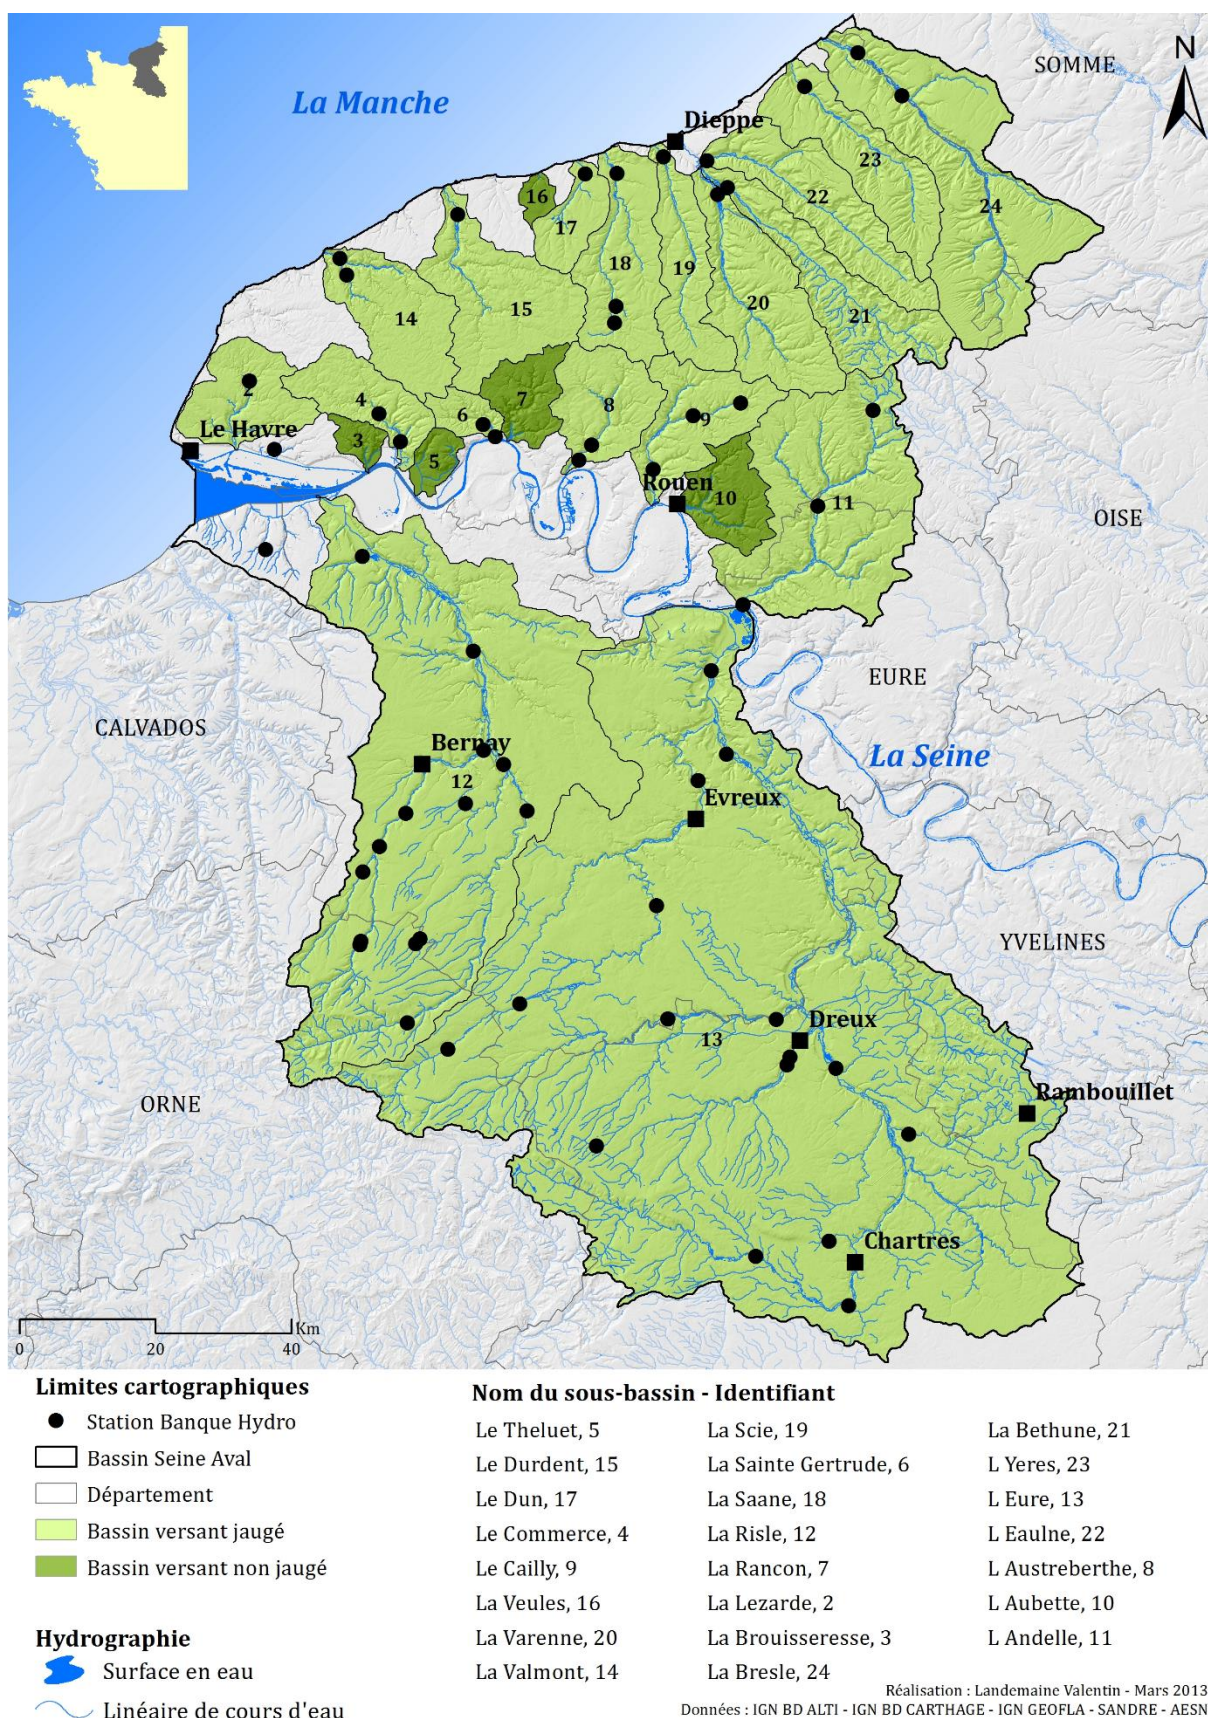 SOMME
N
La Manche
Dieppe
23
16
22
24
17
18
19
20
15
14
21
2
4
6
7
8
9
Le Havre
3
5
Rouen
10
11
OISE
EURE
CALVADOS
Bernay
La Seine
12
Evreux
YVELINES
Dreux
13
ORNE
Rambouillet
Chartres
Km
0 20 40
Limites cartographiques
Station Banque Hydro
Bassin Seine Aval
Département
Bassin versant jaugé
Bassin versant non jaugé
Hydrographie
Surface en eau
Linéaire de cours d'eau
Nom du sous-bassin - Identifiant
Le Theluet, 5
Le Durdent, 15
Le Dun, 17
Le Commerce, 4
Le Cailly, 9
La Veules, 16
La Varenne, 20
La Valmont, 14
La Scie, 19
La Sainte Gertrude, 6
La Saane, 18
La Risle, 12
La Rancon, 7
La Lezarde, 2
La Brouisseresse, 3
La Bresle, 24
La Bethune, 21
L Yeres, 23
L Eure, 13
L Eaulne, 22
L Austreberthe, 8
L Aubette, 10
L Andelle, 11
Réalisation : Landemaine Valentin - Mars 2013
Données : IGN BD ALTI - IGN BD CARTHAGE - IGN GEOFLA - SANDRE - AESN